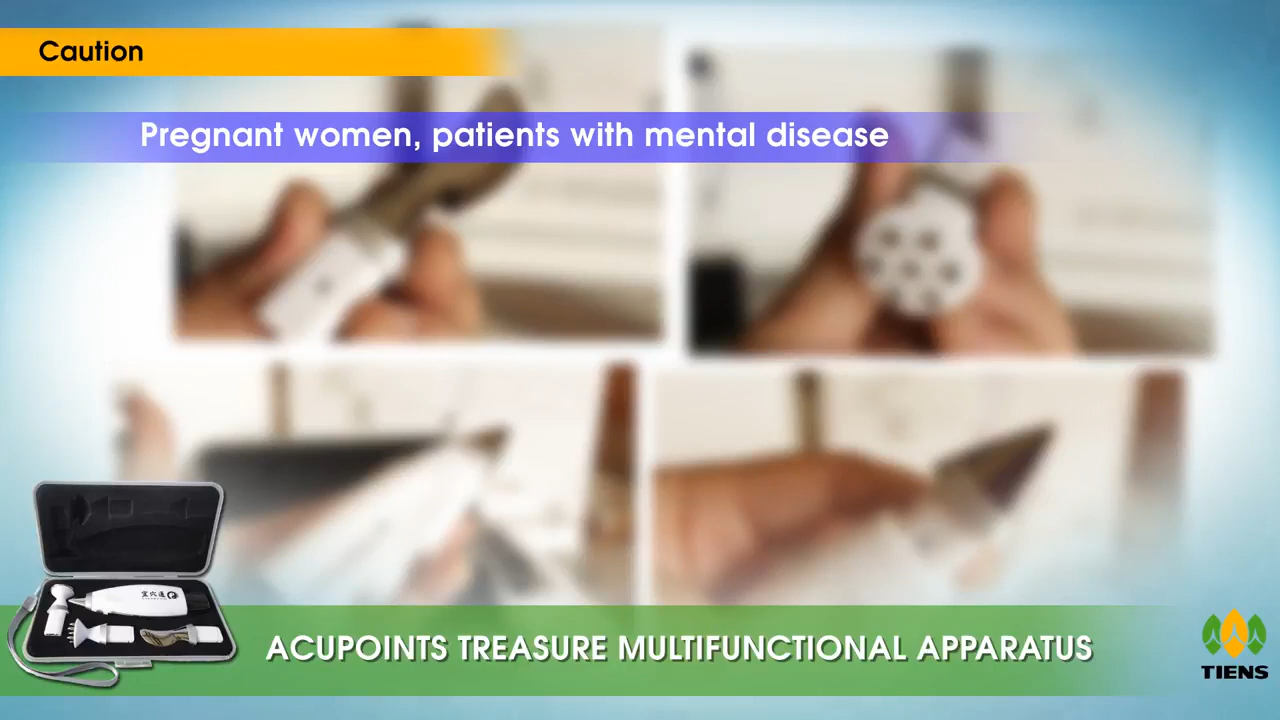 Caution
Pregnant women, patients with mental disease
ACUPOINTS TREASURE MULTIFUNCTIONAL APPARATUS
TIENS